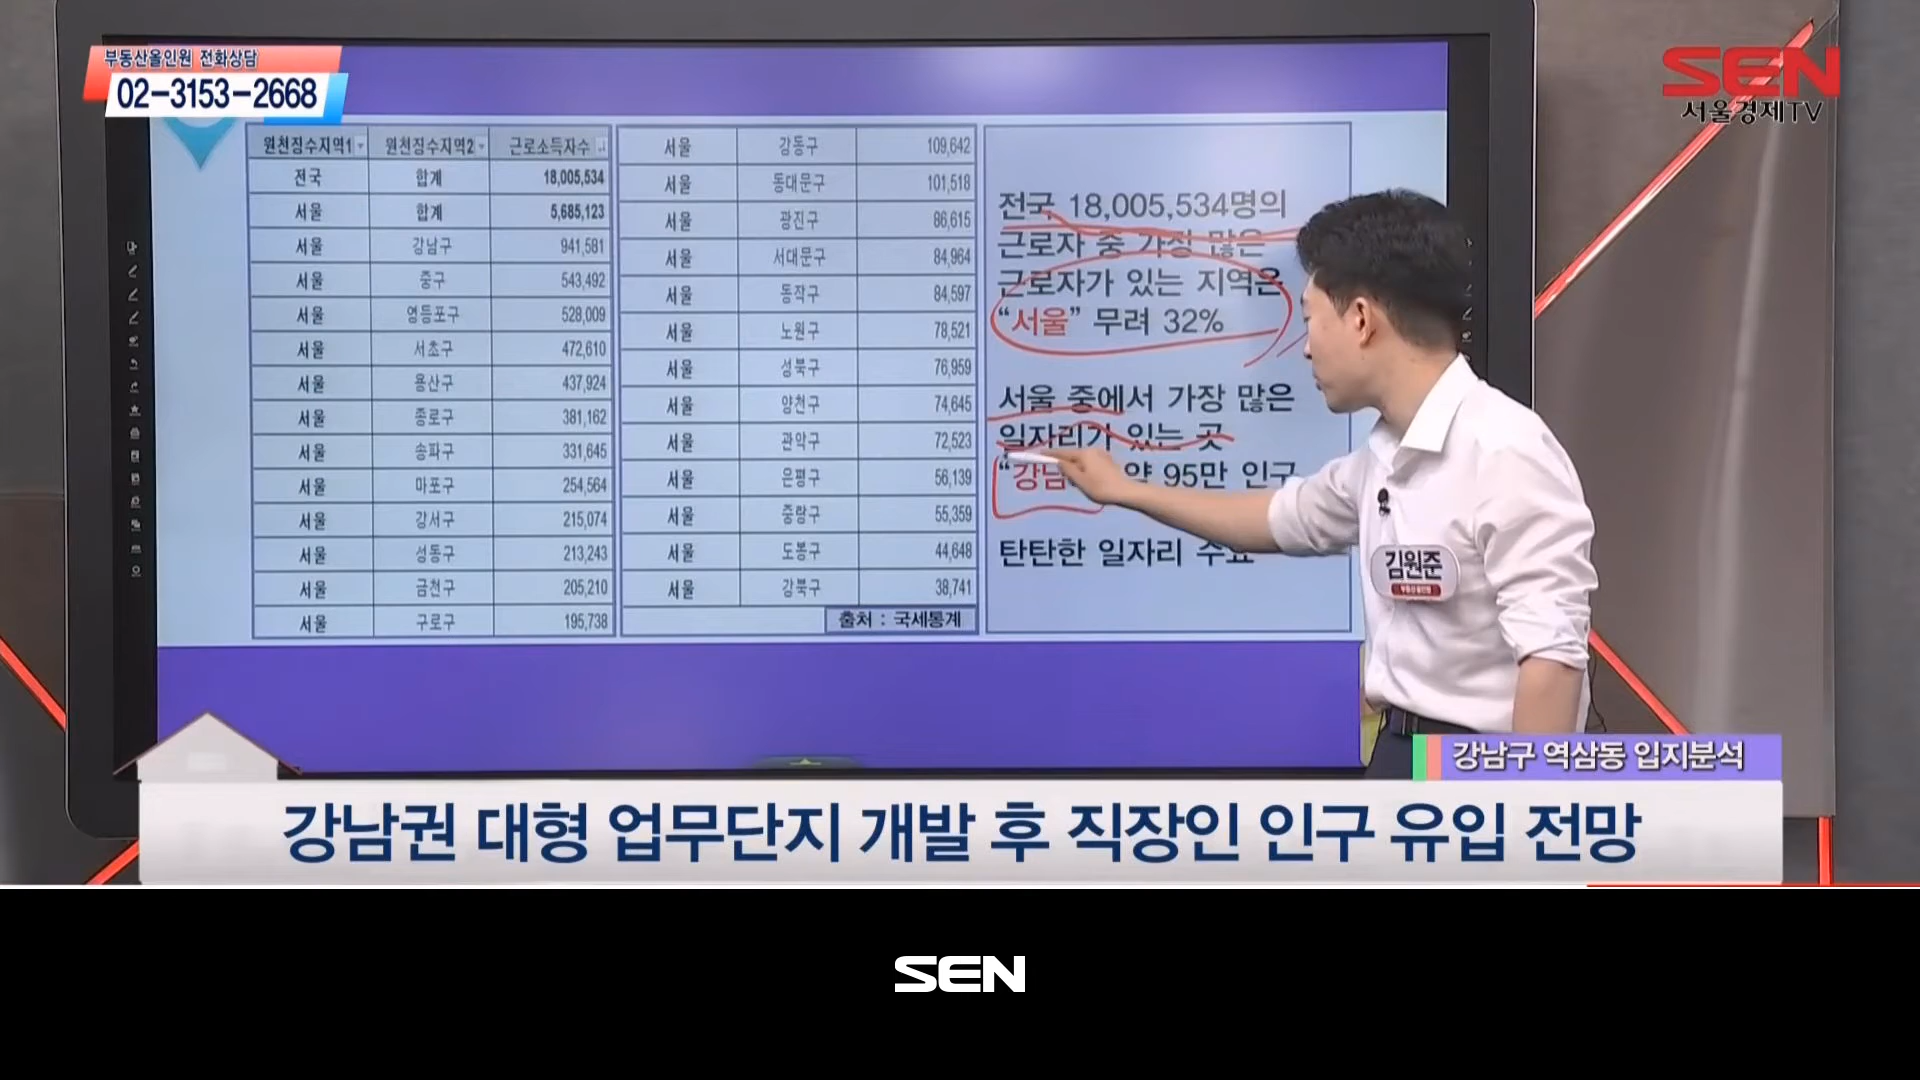 부동산올인원 전화상담
02-3153-2668
SEN
서울경제TV
원천징수지역1 원천징수지역2 근로소득자수
전국 합계 18,005,534
서울 합계 5,685,123
서울 강남구 941,581
서울 중구 543,492
서울 영등포구 528,009
서울 서초구 472,610
서울 용산구 437,924
서울 종로구 381,162
서울 송파구 331,645
서울 마포구 254,564
서울 강서구 215,074
서울 성동구 213,243
서울 금천구 205,210
서울 구로구 195,738
서울 강동구 109,642
서울 동대문구 101,518
서울 광진구 86,615
서울 서대문구 84,964
서울 동작구 84,597
서울 노원구 78,521
서울 성북구 76,959
서울 양천구 74,645
서울 관악구 72,523
서울 은평구 56,139
서울 중랑구 55,359
서울 도봉구 44,648
서울 강북구 38,741
출처 : 국세통계
전국 18,005,534명의
근로자 중 가장 많은
근로자가 있는 지역은
“서울” 무려 32%
서울 중에서 가장 많은
일자리가 있는 곳
“강남 약 95만 인구
탄탄한 일자리 수요
김원준
부동산올인원
강남구 역삼동 입지분석
강남권 대형 업무단지 개발 후 직장인 인구 유입 전망
SEN